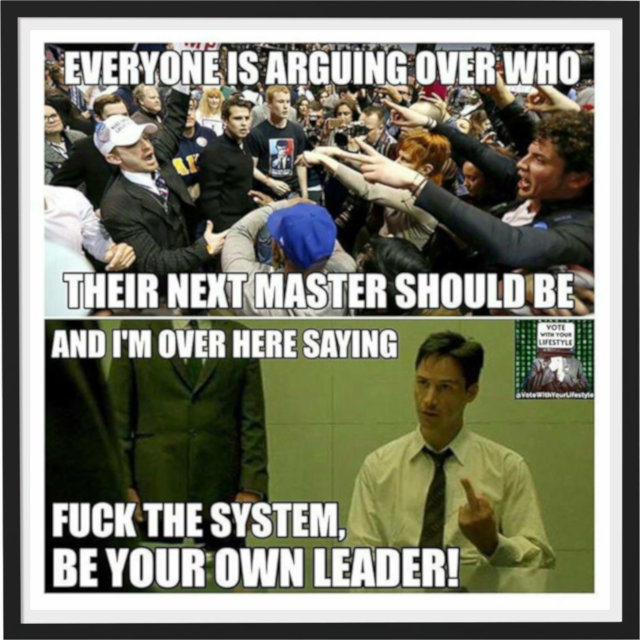 EVERYONE IS ARGUING OVER WHO
THEIR NEXT MASTER SHOULD BE
AND I'M OVER HERE SAYING
VOTE
WITH YOUR
LIFESTYLE
@VoteWithYourLifestyle
FUCK THE SYSTEM,
BE YOUR OWN LEADER!